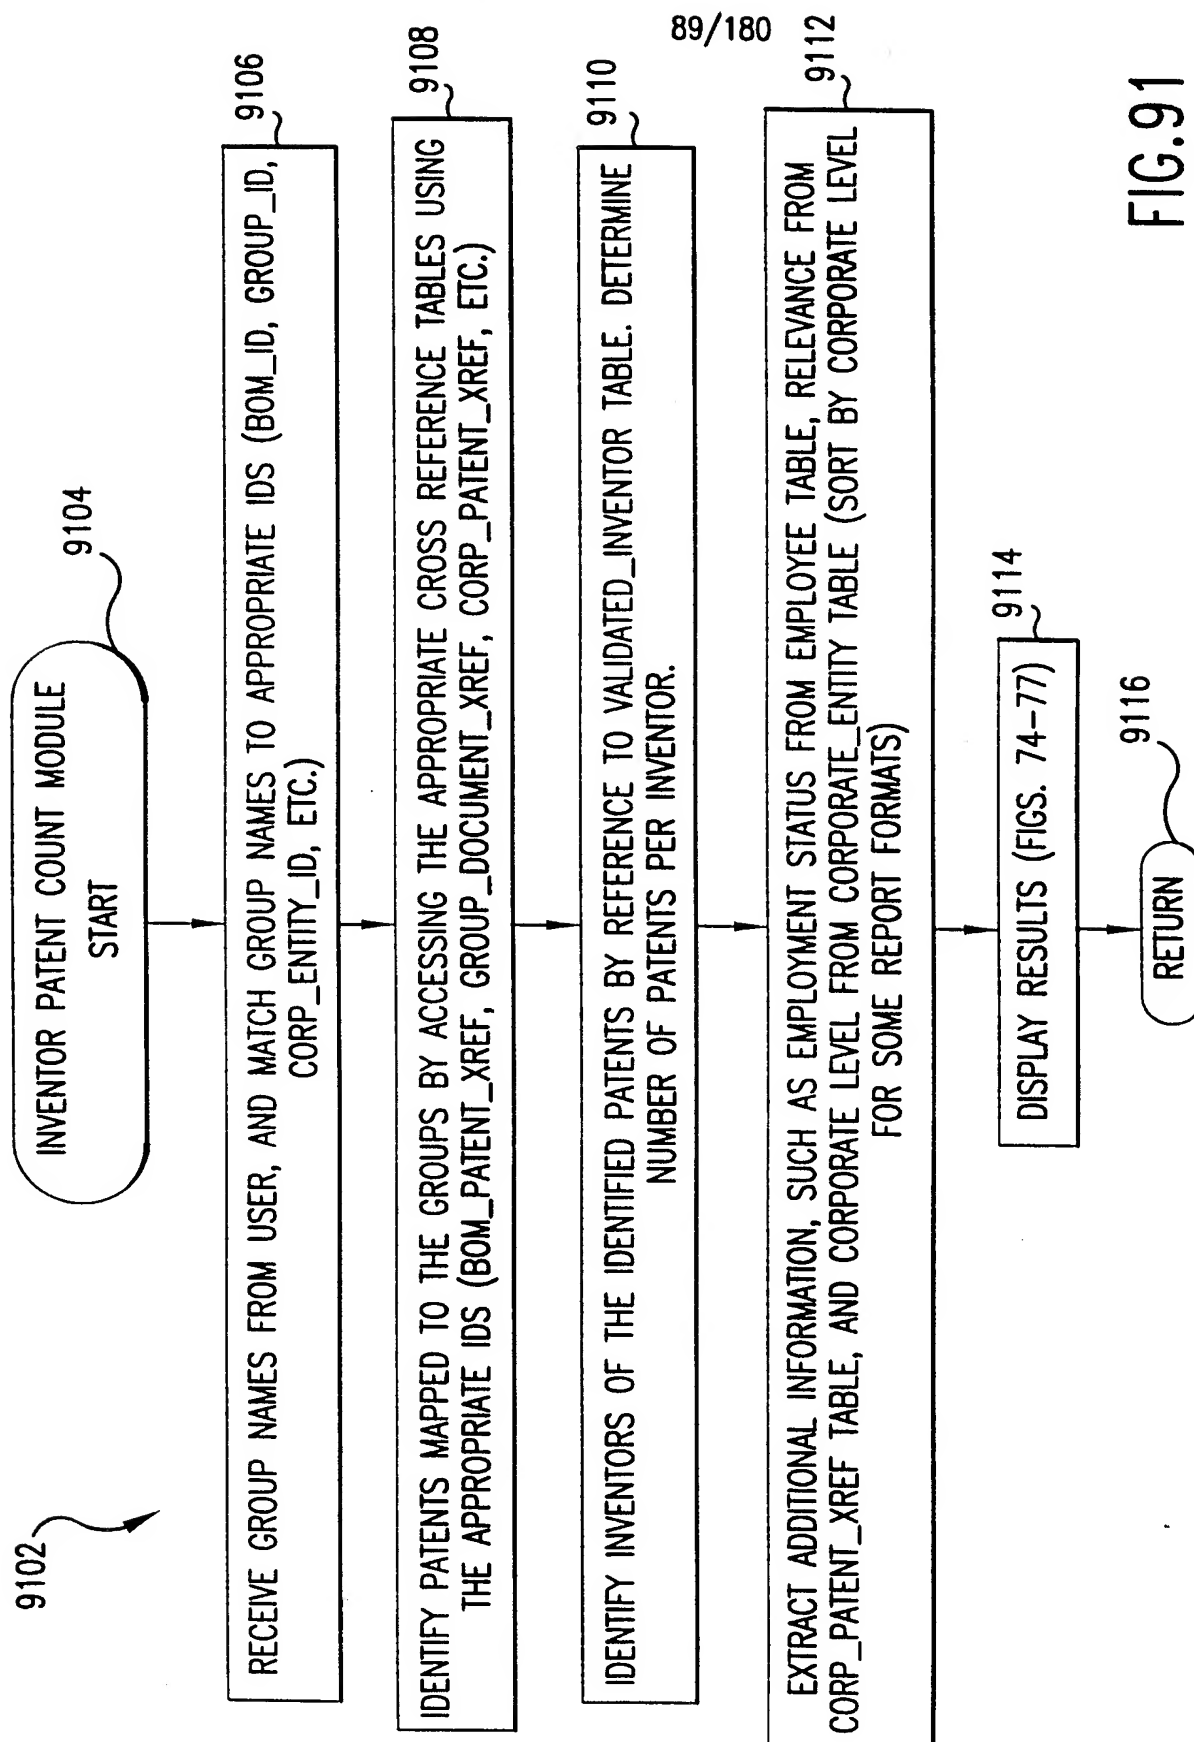 89/180
9102
INVENTOR PATENT COUNT MODULE
START
9104
RECEIVE GROUP NAMES FROM USER, AND MATCH GROUP NAMES TO APPROPRIATE IDS (BOM_ID, GROUP_ID,
CORP_ENTITY_ID, ETC.)
9106
IDENTIFY PATENTS MAPPED TO THE GROUPS BY ACCESSING THE APPROPRIATE CROSS REFERENCE TABLES USING
THE APPROPRIATE IDS (BOM_PATENT_XREF, GROUP_DOCUMENT_XREF, CORP_PATENT_XREF, ETC.)
9108
IDENTIFY INVENTORS OF THE IDENTIFIED PATENTS BY REFERENCE TO VALIDATED_INVENTOR TABLE. DETERMINE
NUMBER OF PATENTS PER INVENTOR.
9110
EXTRACT ADDITIONAL INFORMATION, SUCH AS EMPLOYMENT STATUS FROM EMPLOYEE TABLE, RELEVANCE FROM
CORP_PATENT_XREF TABLE, AND CORPORATE LEVEL FROM CORPORATE_ENTITY TABLE (SORT BY CORPORATE LEVEL
FOR SOME REPORT FORMATS)
9112
DISPLAY RESULTS (FIGS. 74-77)
9114
RETURN
9116
FIG.91